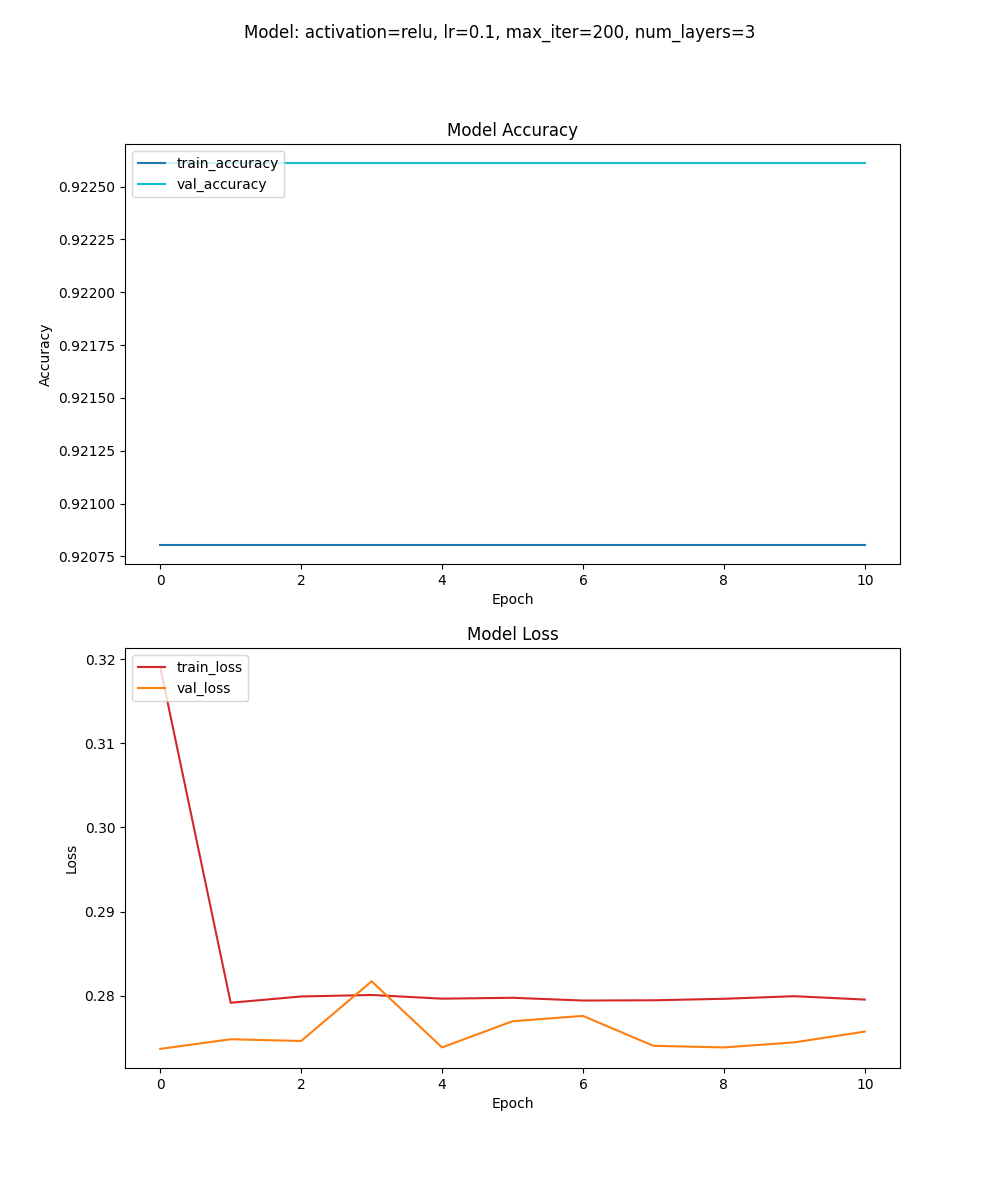 Model: activation=relu, lr=0.1, max_iter=200, num_layers=3
Model Accuracy
train_accuracy
val_accuracy
0.92250
0.92225
0.92200
0.92175
0.92150
0.92125
0.92100
0.92075
Accuracy
0 2 4 6 8 10
Epoch
Model Loss
train_loss
val_loss
0.32
0.31
0.30
0.29
0.28
Loss
0 2 4 6 8 10
Epoch